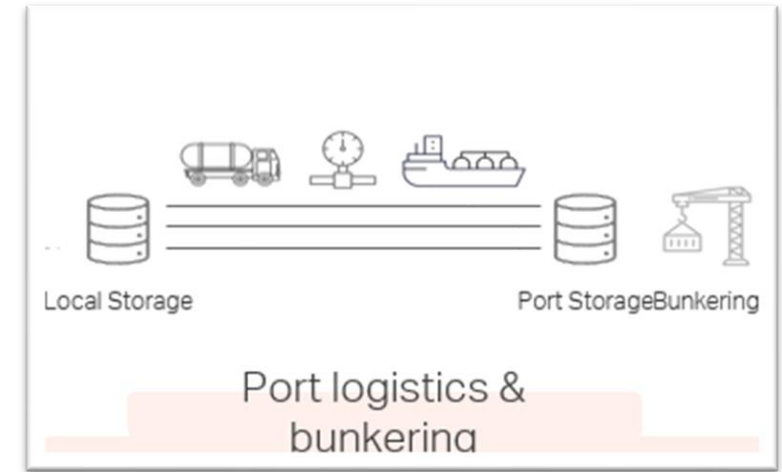 Local Storage
Port StorageBunkering
Port logistics &
bunkering